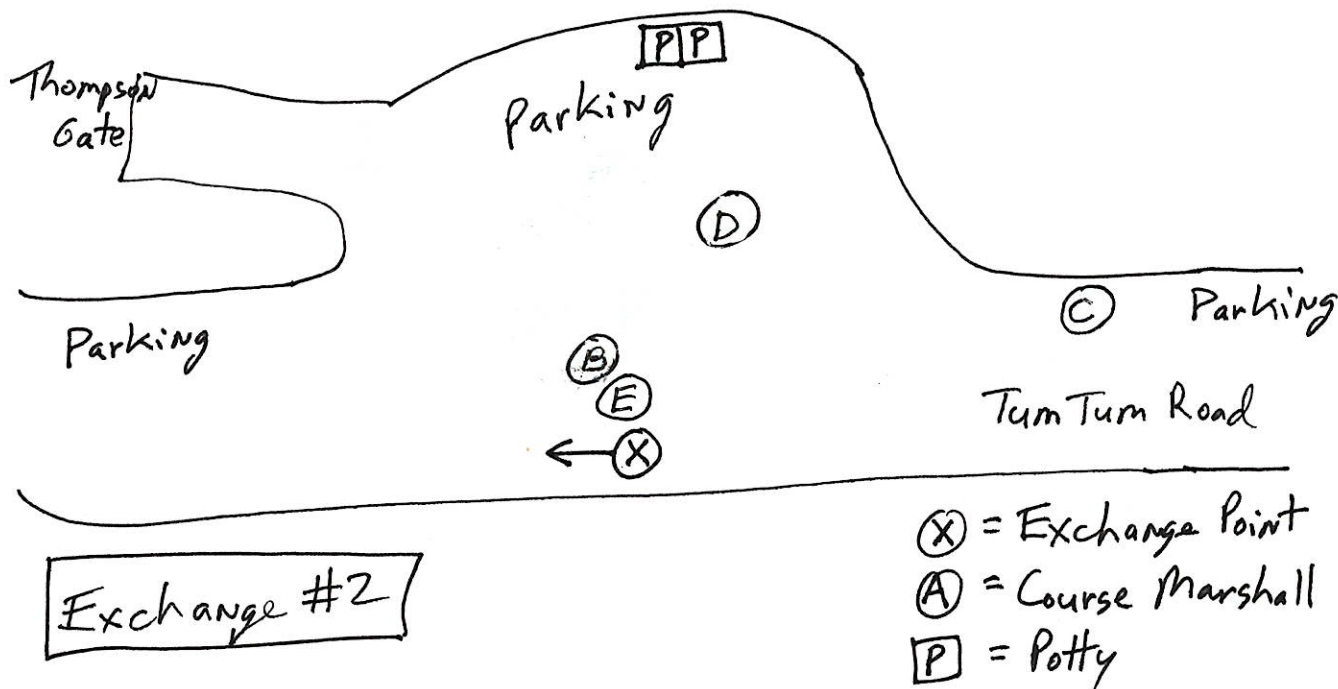 P P
Thompson
Gate
Parking
D
C
Parking
Parking
B
E
Tum Tum Road
X
X = Exchange Point
A = Course Marshall
P = Potty
Exchange #2